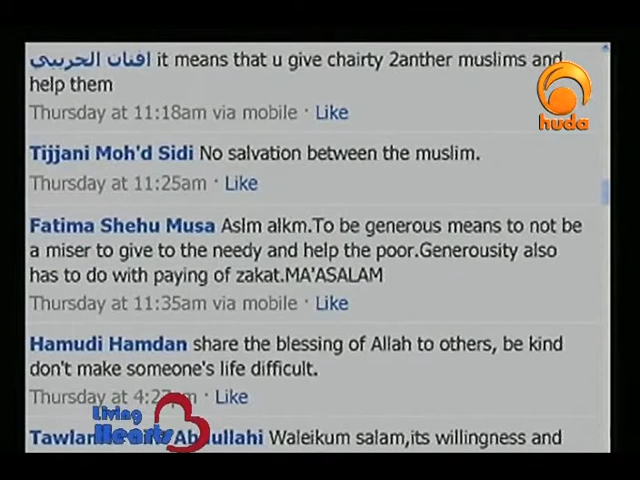 افنان الحربيي it means that u give chairty 2anther muslims and
help them
Thursday at 11:18am via mobile · Like
huda
Tijjani Moh'd Sidi No salvation between the muslim.
Thursday at 11:25am · Like
Fatima Shehu Musa Aslm alkm.To be generous means to not be
a miser to give to the needy and help the poor.Generousity also
has to do with paying of zakat.MA'ASALAM
Thursday at 11:35am via mobile · Like
Hamudi Hamdan share the blessing of Allah to others, be kind
don't make someone's life difficult.
Thursday at 4:27pm · Like
Living
Hearts
Waleikum salam,its willingness and